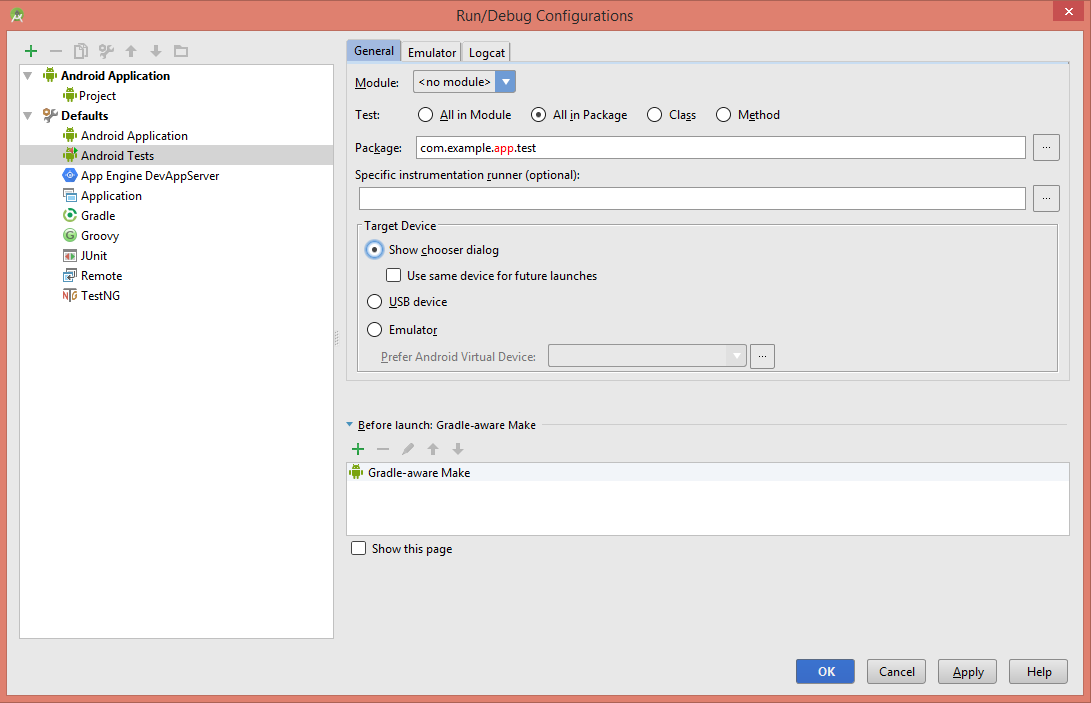 Run/Debug Configurations
Android Application
Project
Defaults
Android Application
Android Tests
App Engine DevAppServer
Application
Gradle
Groovy
JUnit
Remote
TestNG
General Emulator Logcat
Module: <no module>
Test: All in Module All in Package Class Method
Package: com.example.app.test ...
Specific instrumentation runner (optional):
...
Target Device
Show chooser dialog
Use same device for future launches
USB device
Emulator
Prefer Android Virtual Device: ...
Before launch: Gradle-aware Make
Gradle-aware Make
Show this page
OK Cancel Apply Help